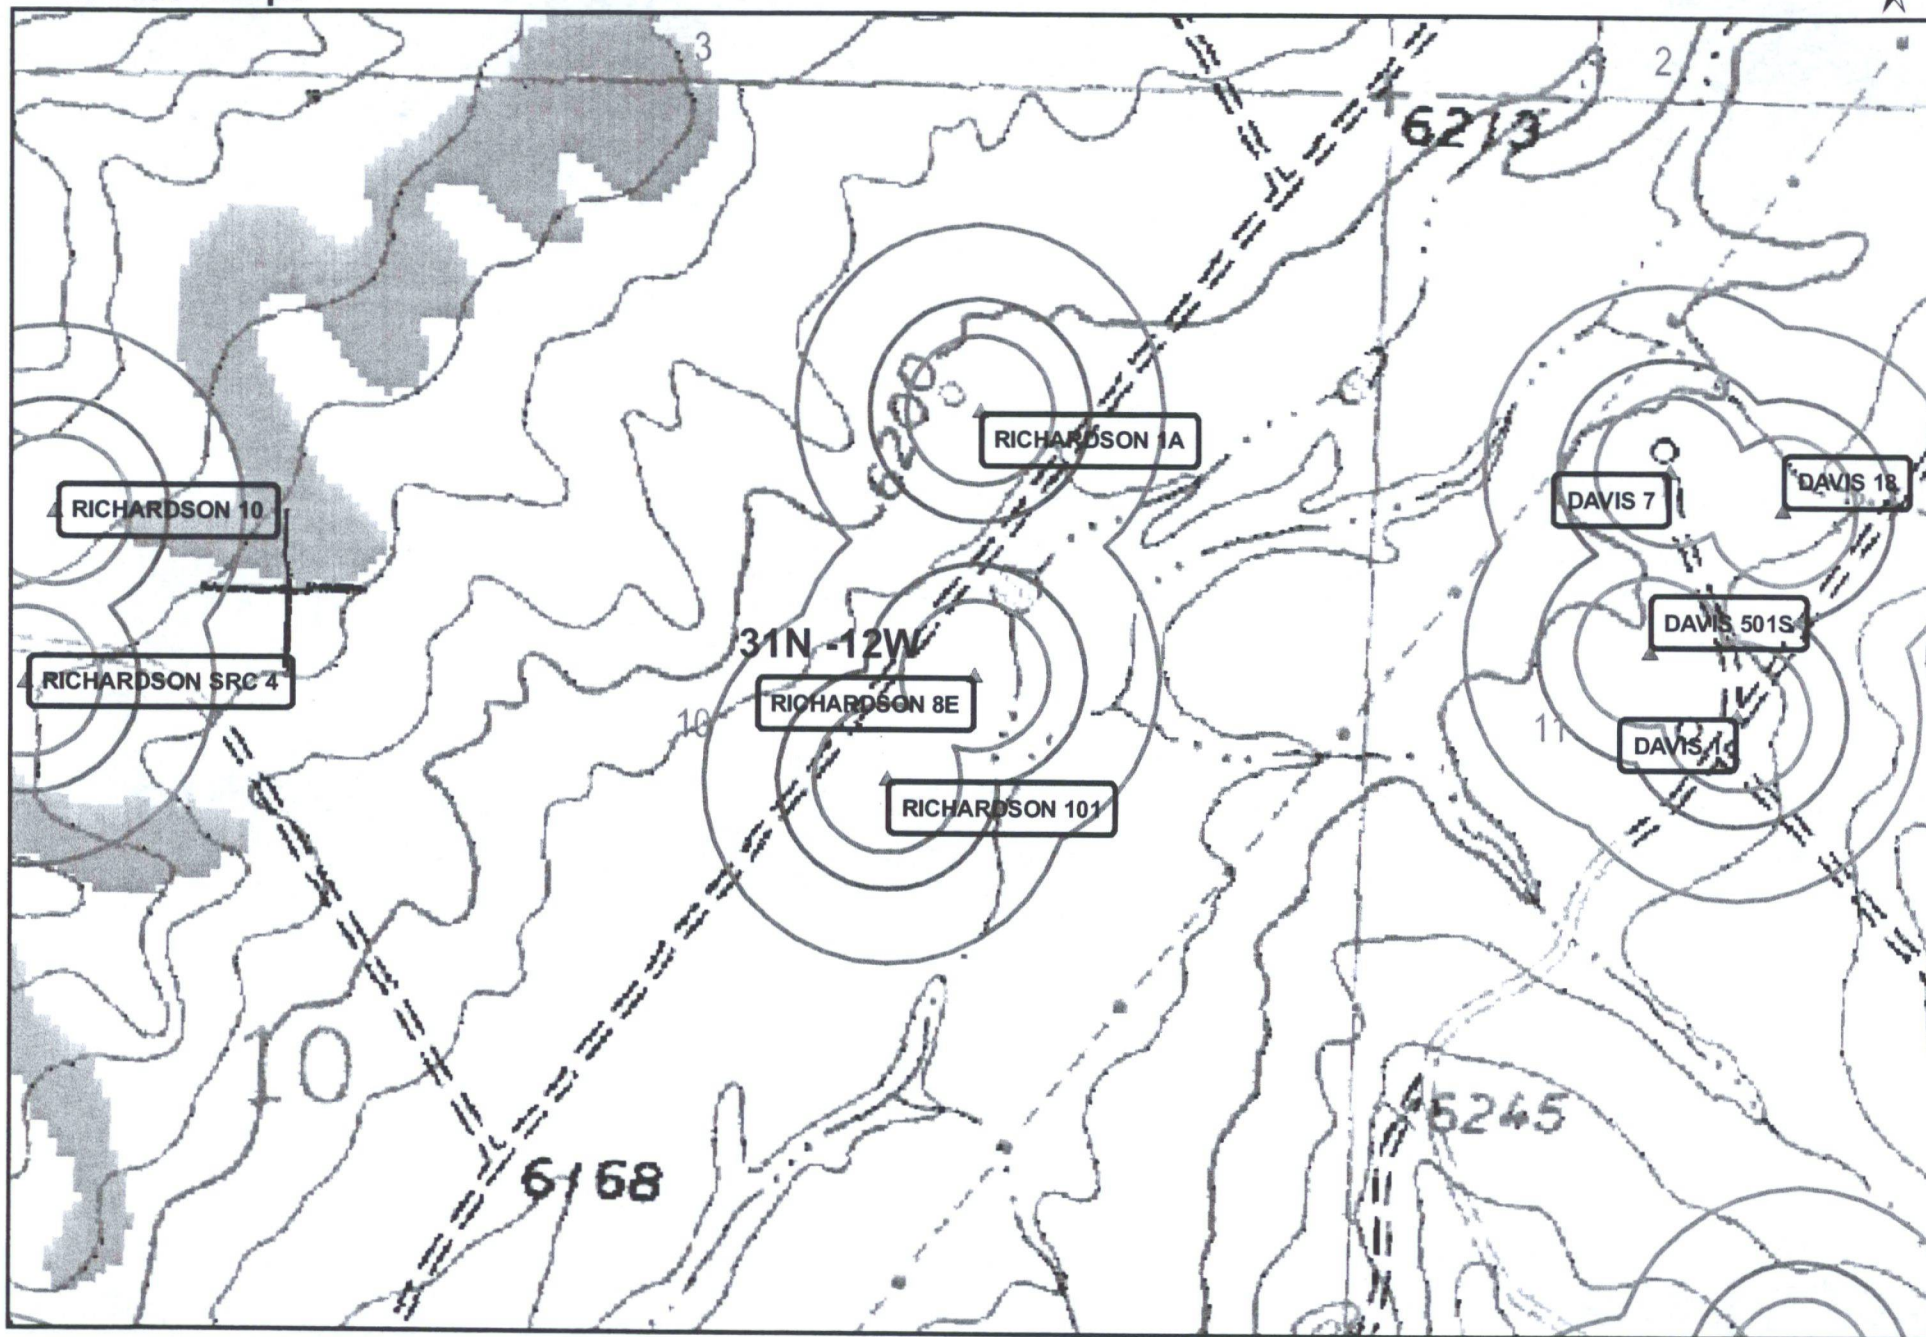 3
2
6213
6200
RICHARDSON 1A
RICHARDSON 10
DAVIS 7
DAVIS 18
DAVIS 501S
31N -12W
RICHARDSON SRC 4
RICHARDSON 8E
10
11
DAVIS 1
RICHARDSON 101
10
6245
6168